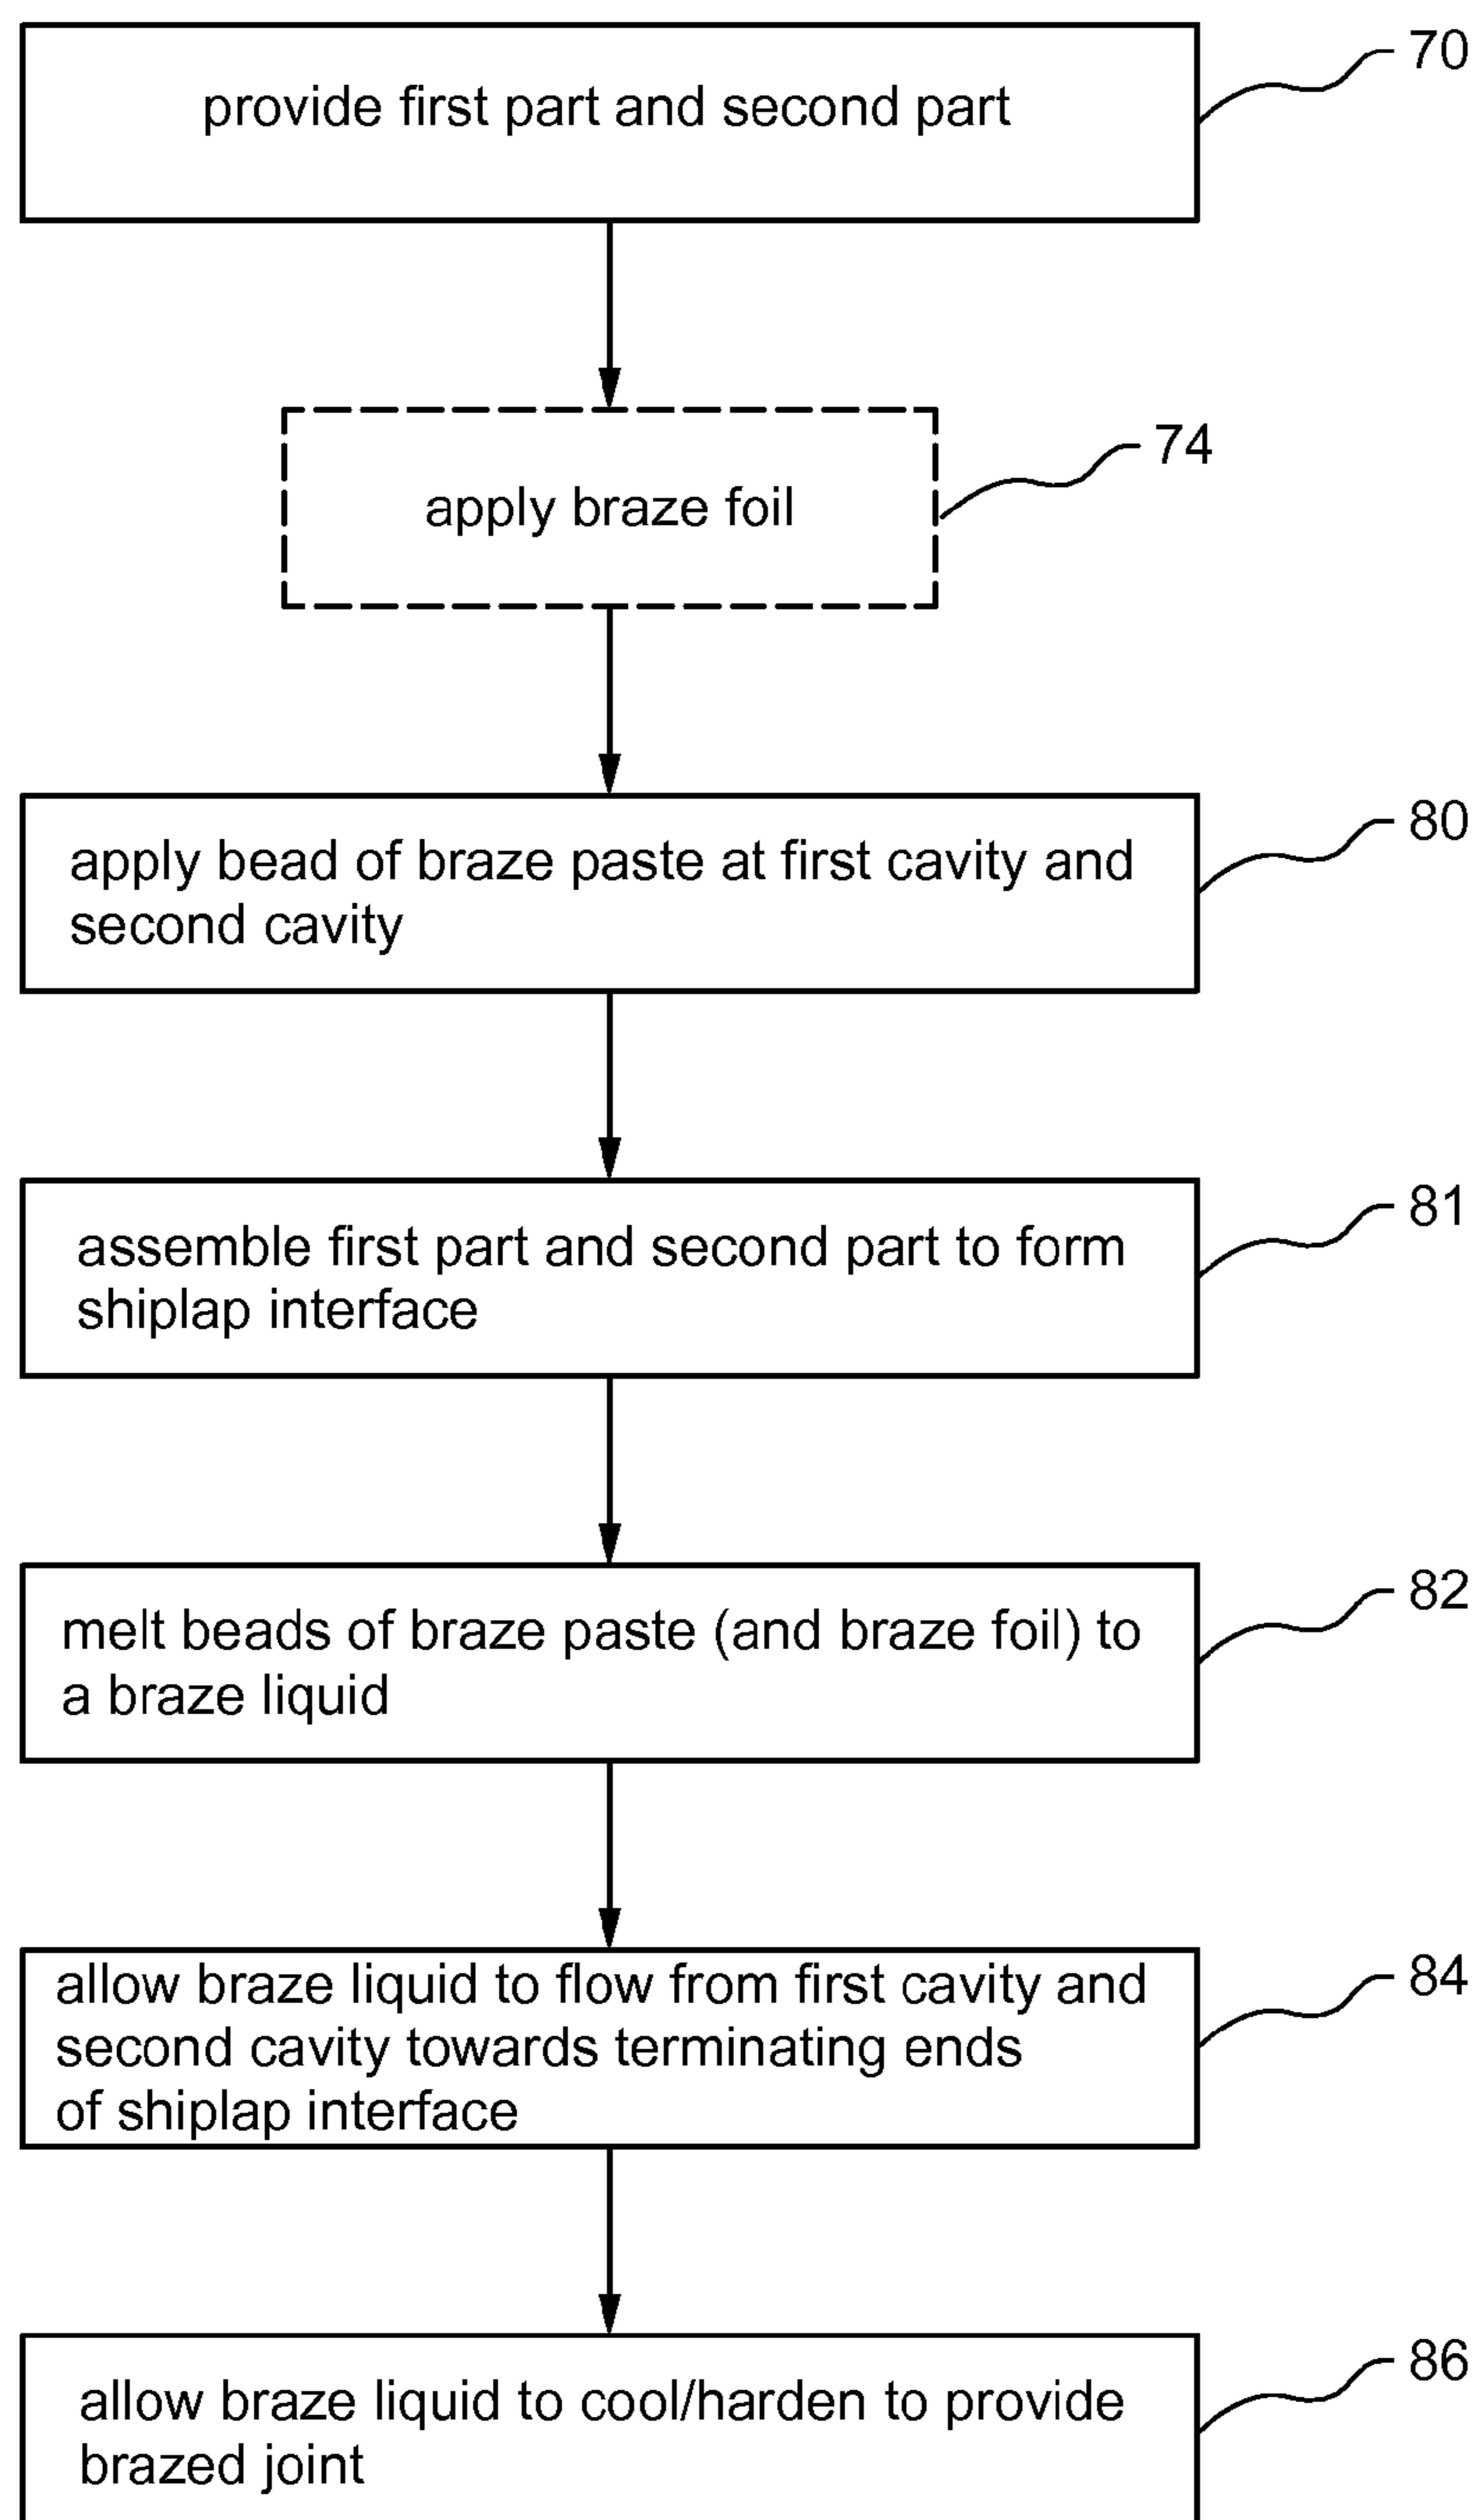 provide first part and second part
70
apply braze foil
74
apply bead of braze paste at first cavity and
second cavity
80
assemble first part and second part to form
shiplap interface
81
melt beads of braze paste (and braze foil) to
a braze liquid
82
allow braze liquid to flow from first cavity and
second cavity towards terminating ends
of shiplap interface
84
allow braze liquid to cool/harden to provide
brazed joint
86